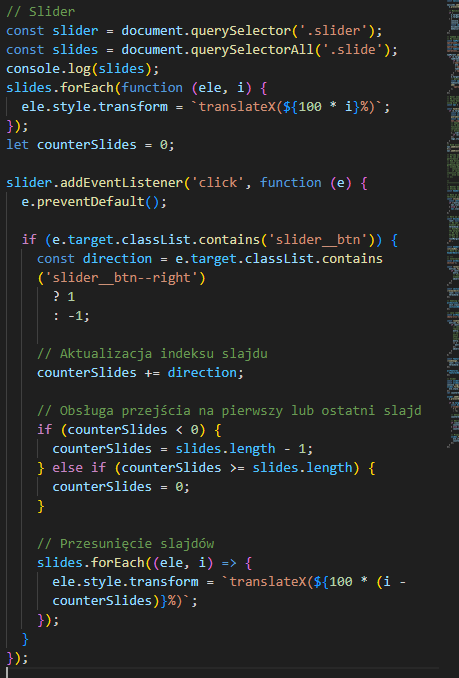 // Slider
const slider = document.querySelector('.slider');
const slides = document.querySelectorAll('.slide');
console.log(slides);
slides.forEach(function (ele, i) {
  ele.style.transform = `translateX(${100 * i}%)`;
});
let counterSlides = 0;

slider.addEventListener('click', function (e) {
  e.preventDefault();

  if (e.target.classList.contains('slider__btn')) {
    const direction = e.target.classList.contains
    ('slider__btn--right')
      ? 1
      : -1;

    // Aktualizacja indeksu slajdu
    counterSlides += direction;

    // Obsługa przejścia na pierwszy lub ostatni slajd
    if (counterSlides < 0) {
      counterSlides = slides.length - 1;
    } else if (counterSlides >= slides.length) {
      counterSlides = 0;
    }

    // Przesunięcie slajdów
    slides.forEach((ele, i) => {
      ele.style.transform = `translateX(${100 * (i -
      counterSlides)}%)`;
    });
  }
});